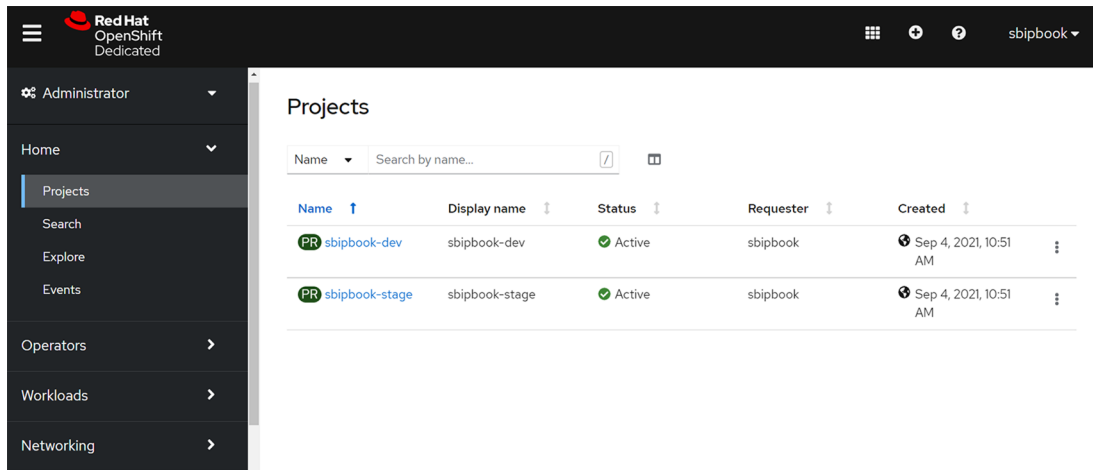 Red Hat
OpenShift
Dedicated
sbipbook
Administrator
Home
Projects
Search
Explore
Events
Operators
Workloads
Networking
Projects
Name Search by name... /
Name Display name Status Requester Created
PR sbipbook-dev sbipbook-dev Active sbipbook Sep 4, 2021, 10:51
AM
PR sbipbook-stage sbipbook-stage Active sbipbook Sep 4, 2021, 10:51
AM